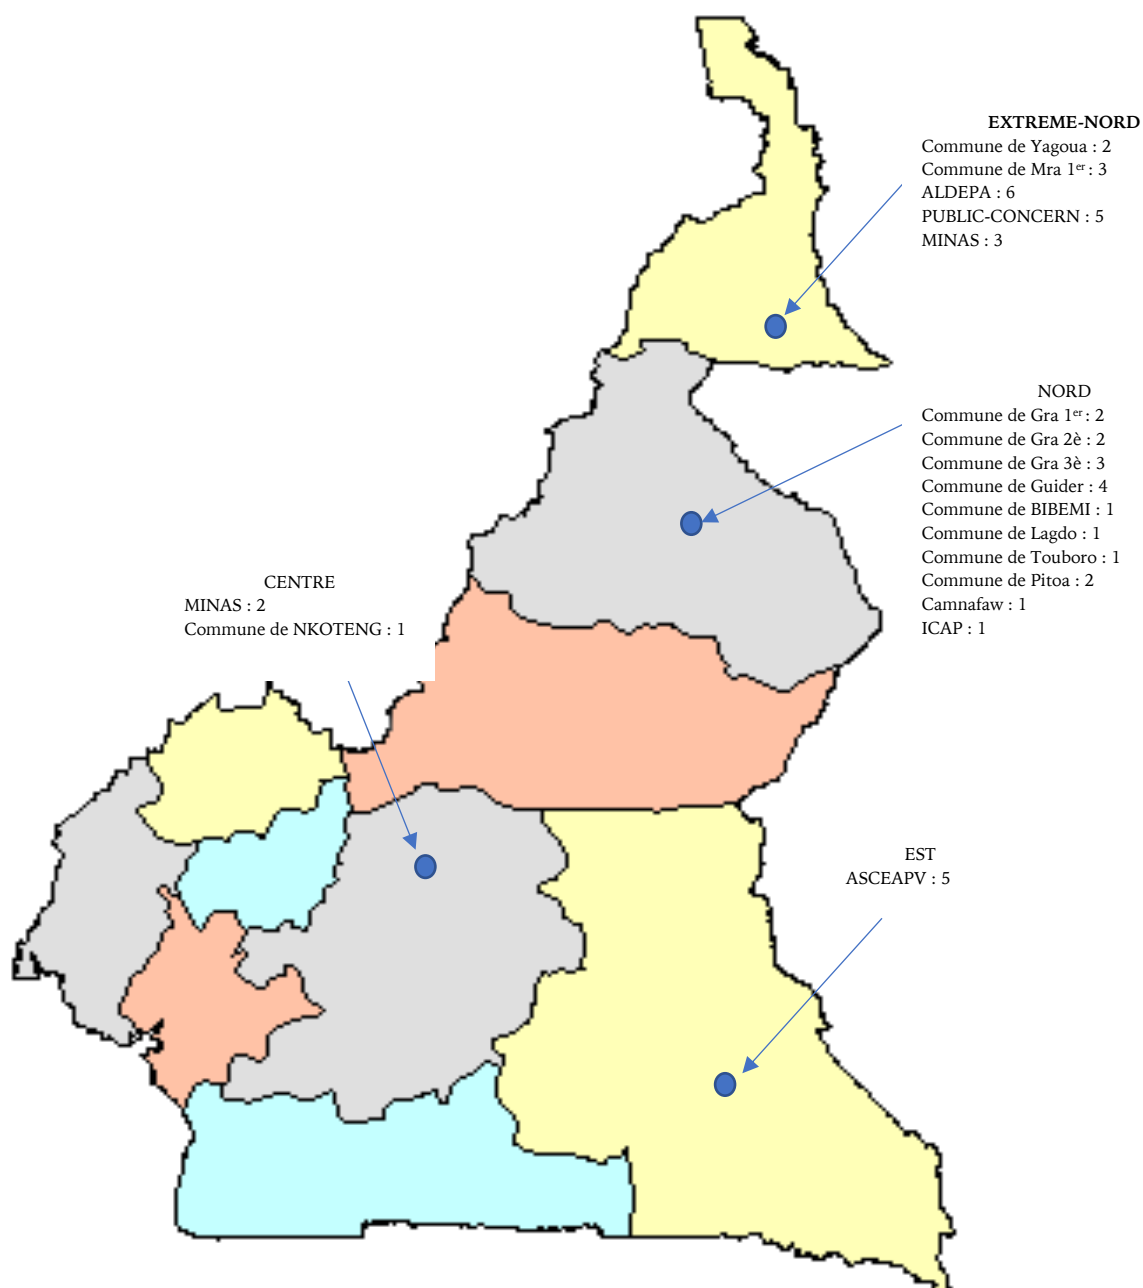 EXTREME-NORD
Commune de Yagoua : 2
Commune de Mra 1er : 3
ALDEPA : 6
PUBLIC-CONCERN : 5
MINAS : 3
NORD
Commune de Gra 1er : 2
Commune de Gra 2è : 2
Commune de Gra 3è : 3
Commune de Guider : 4
Commune de BIBEMI : 1
Commune de Lagdo : 1
Commune de Touboro : 1
Commune de Pitoa : 2
Camnafaw : 1
ICAP : 1
CENTRE
MINAS : 2
Commune de NKOTENG : 1
EST
ASCEAPV : 5